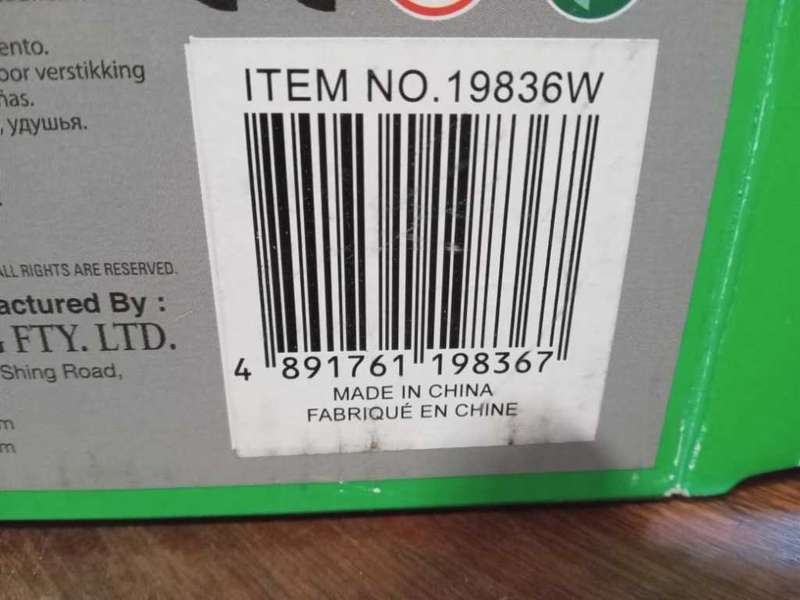 ento.
oor verstikking
ñas.
, удушья.
ALL RIGHTS ARE RESERVED.
actured By :
FTY. LTD.
Shing Road,
m
m
ITEM NO.19836W
4 891761 198367
MADE IN CHINA
FABRIQUÉ EN CHINE